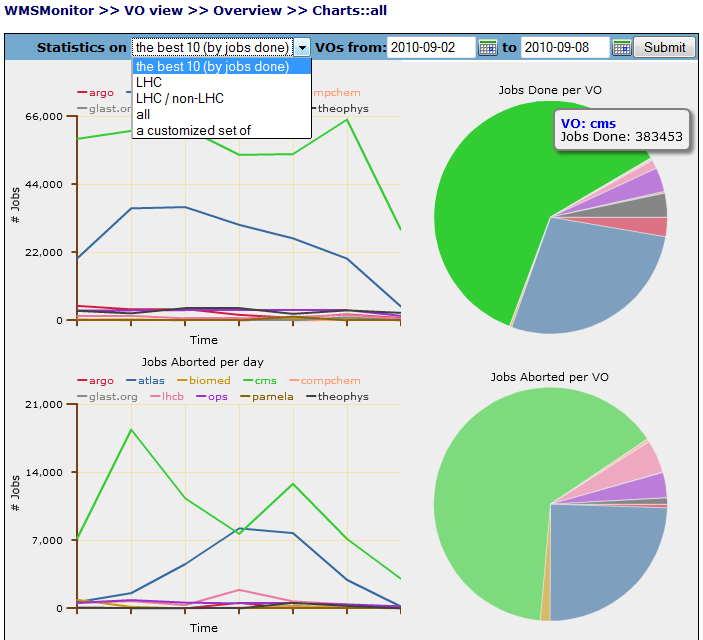 WMSMonitor >> VO view >> Overview >> Charts::all
Statistics on the best 10 (by jobs done) VOs from: 2010-09-02 to 2010-09-08 Submit
the best 10 (by jobs done)
LHC
LHC / non-LHC
all
a customized set of
argo compchem
glast.or theophys
66,000
44,000
22,000
0
# Jobs
Time
Jobs Done per VO
VO: cms
Jobs Done: 383453
Jobs Aborted per day
argo atlas biomed cms compchem
glast.org lhcb ops pamela theophys
21,000
14,000
7,000
0
# Jobs
Time
Jobs Aborted per VO